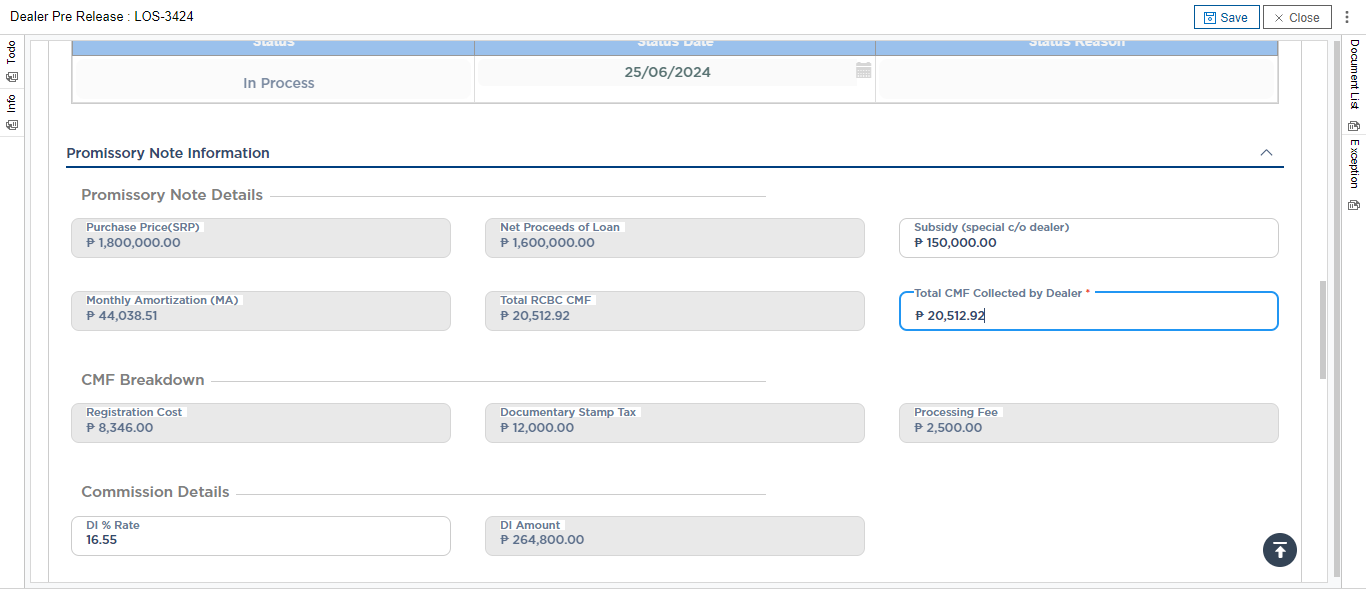 Dealer Pre Release : LOS-3424
Save
Close
Todo
Info
Document List
Exception
Status
Status Date
Status Reason
In Process
25/06/2024
Promissory Note Information
Promissory Note Details
Purchase Price(SRP)
₱ 1,800,000.00
Net Proceeds of Loan
₱ 1,600,000.00
Subsidy (special c/o dealer)
₱ 150,000.00
Monthly Amortization (MA)
₱ 44,038.51
Total RCBC CMF
₱ 20,512.92
Total CMF Collected by Dealer *
₱ 20,512.92
CMF Breakdown
Registration Cost
₱ 8,346.00
Documentary Stamp Tax
₱ 12,000.00
Processing Fee
₱ 2,500.00
Commission Details
DI % Rate
16.55
DI Amount
₱ 264,800.00